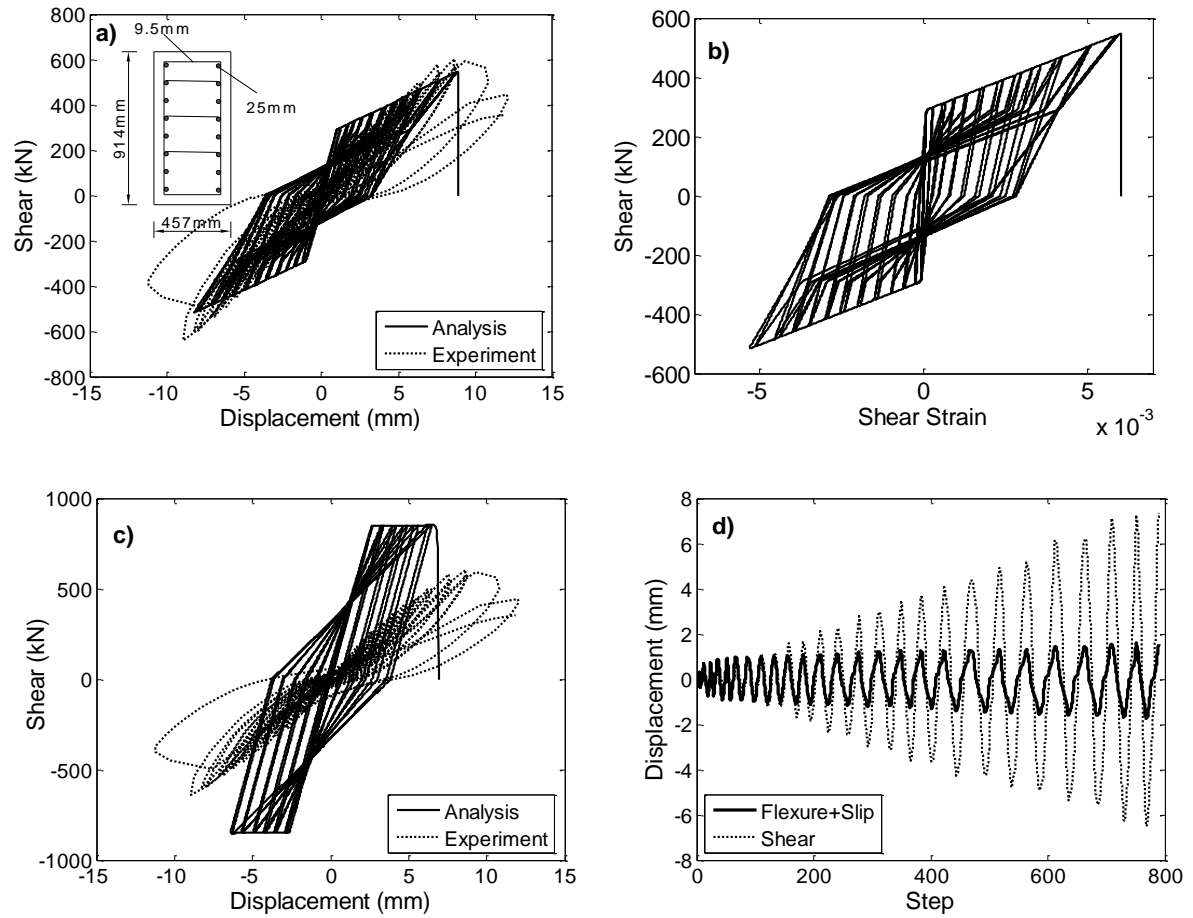 a)
9.5mm
25mm
914mm
457mm
800
600
400
200
0
-200
-400
-600
-800
Shear (kN)
-15 -10 -5 0 5 10 15
Displacement (mm)
Analysis
Experiment
b)
600
400
200
0
-200
-400
-600
Shear (kN)
-5 0 5
x 10-3
Shear Strain
c)
1000
500
0
-500
-1000
Shear (kN)
-15 -10 -5 0 5 10 15
Displacement (mm)
Analysis
Experiment
d)
8
6
4
2
0
-2
-4
-6
-8
Displacement (mm)
0 200 400 600 800
Step
Flexure+Slip
Shear